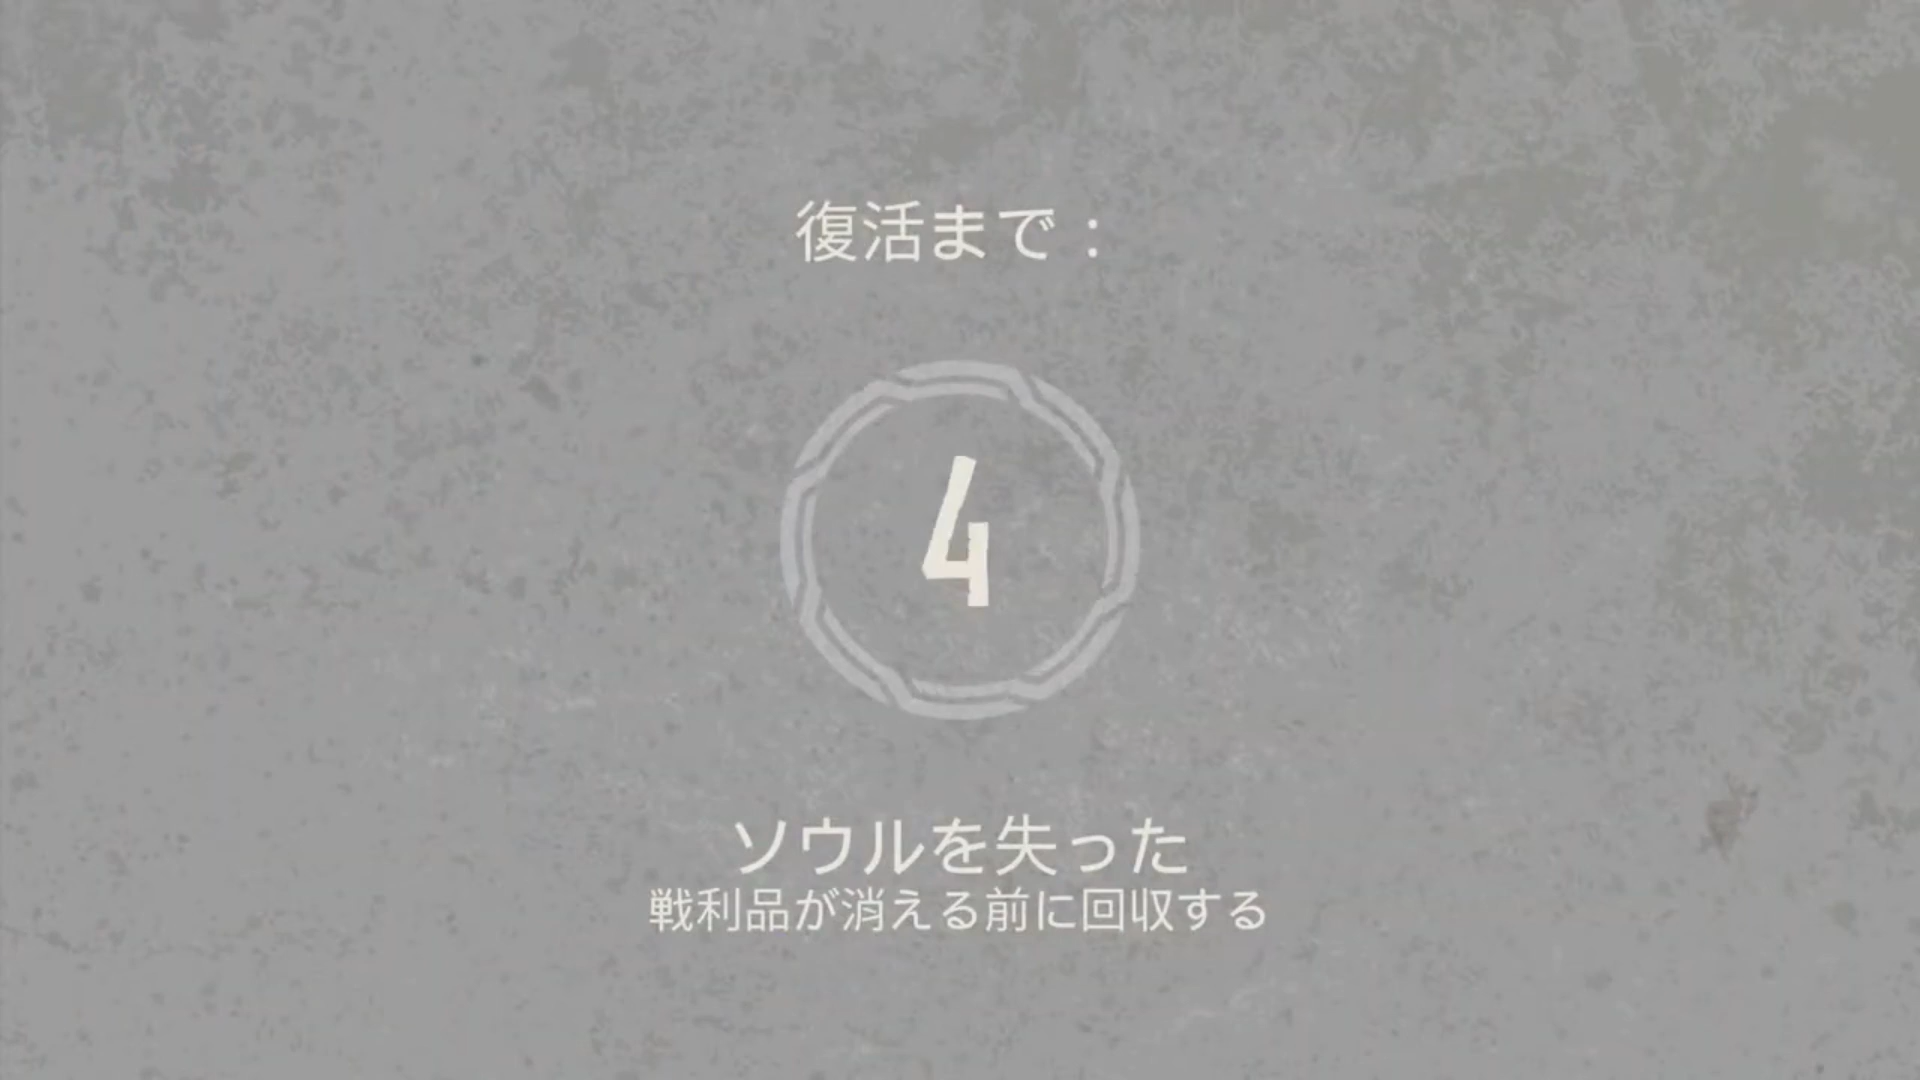 復活まで：
4
ソウルを失った
戦利品が消える前に回収する